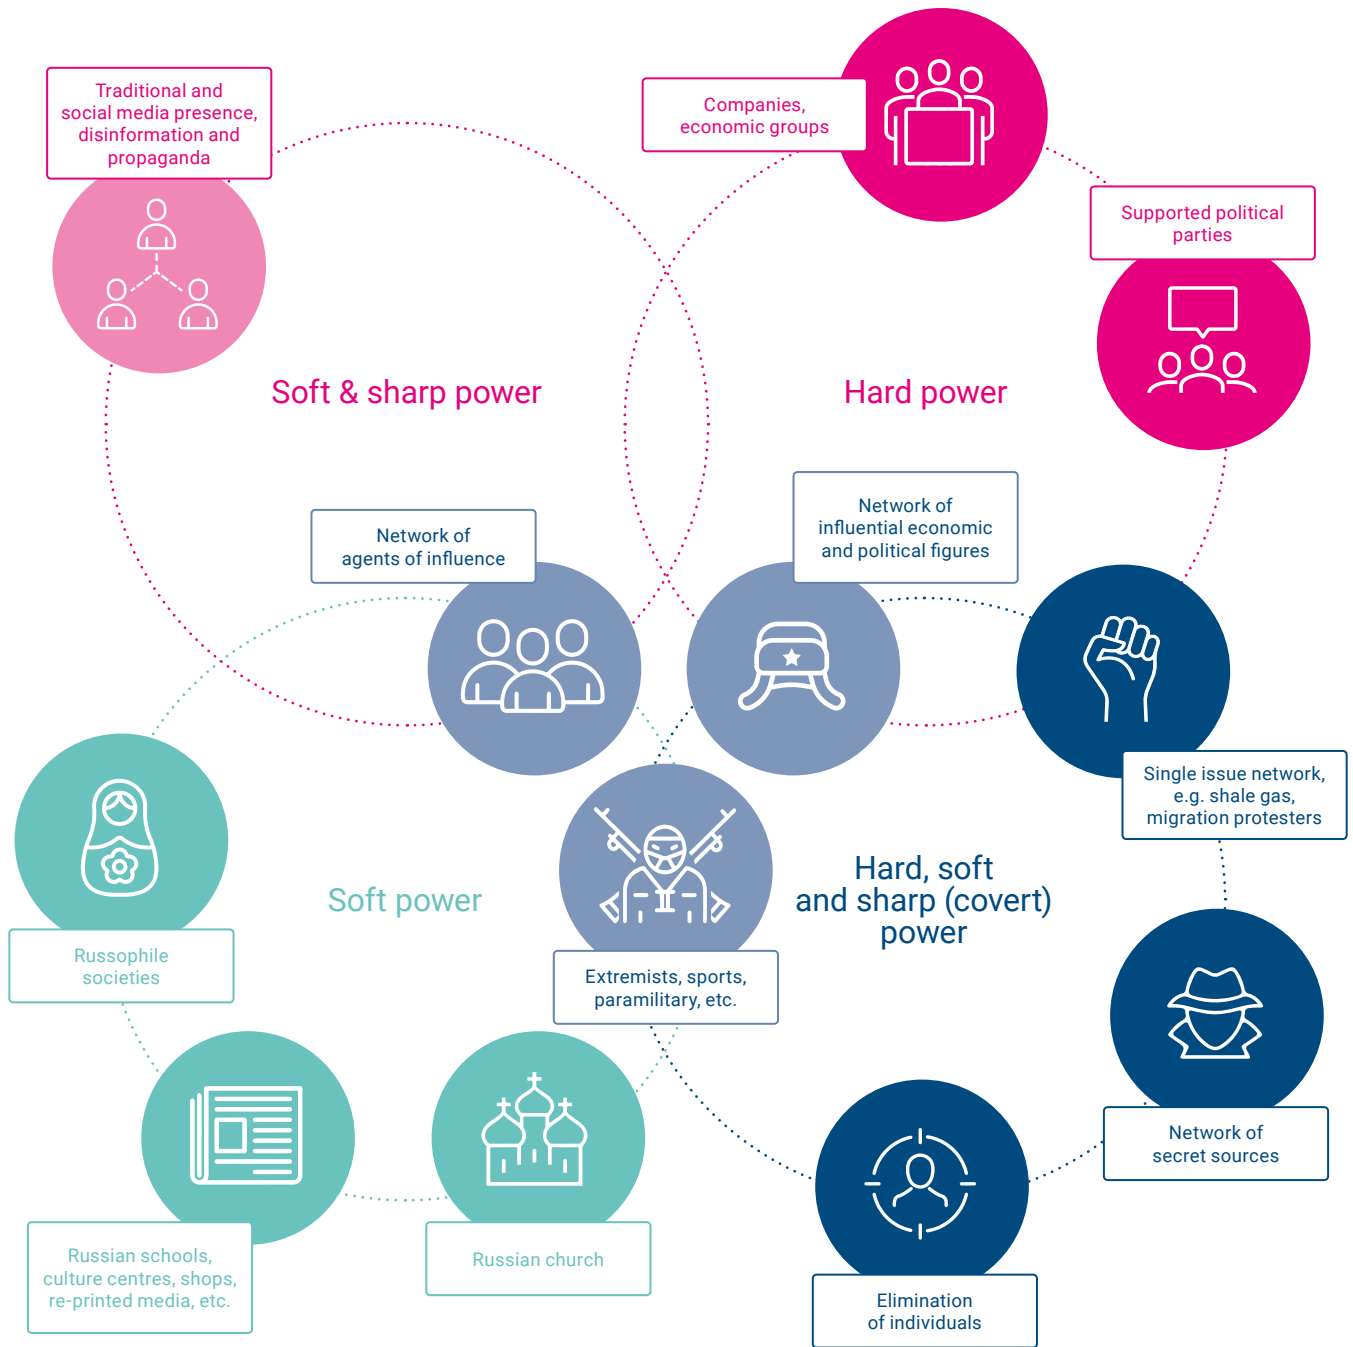 Traditional and
social media presence,
disinformation and
propaganda
Companies,
economic groups
Supported political
parties
Soft & sharp power
Hard power
Network of
agents of influence
Network of
influential economic
and political figures
Single issue network,
e.g. shale gas,
migration protesters
Soft power
Hard, soft
and sharp (covert)
power
Russophile
societies
Extremists, sports,
paramilitary, etc.
Network of
secret sources
Russian schools,
culture centres, shops,
re-printed media, etc.
Russian church
Elimination
of individuals